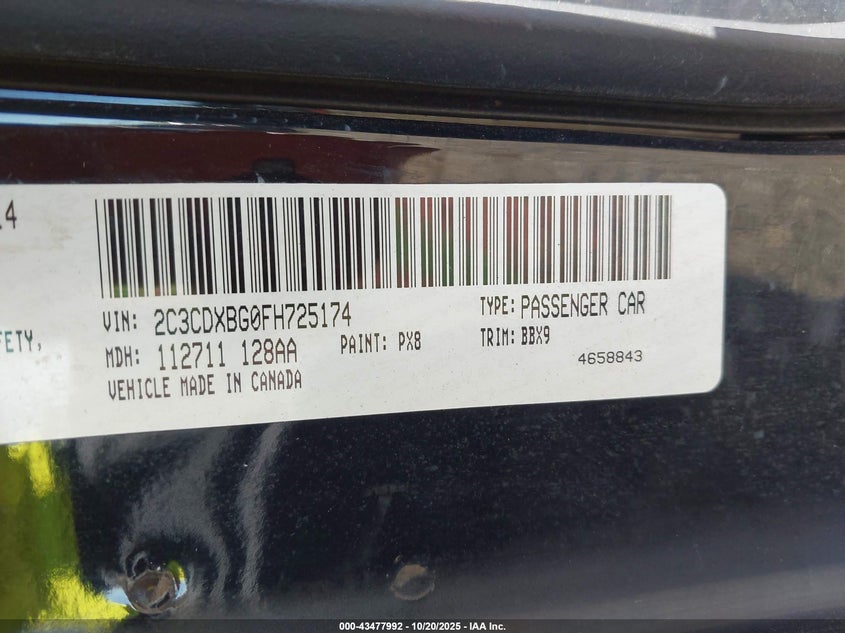 .4
VIN: 2C3CDXBG0FH725174 TYPE: PASSENGER CAR
FETY,
MDH: 112711 128AA PAINT: PX8 TRIM: BBX9
4658843
VEHICLE MADE IN CANADA
000-43477992 | 10/20/2025 - IAA Inc.